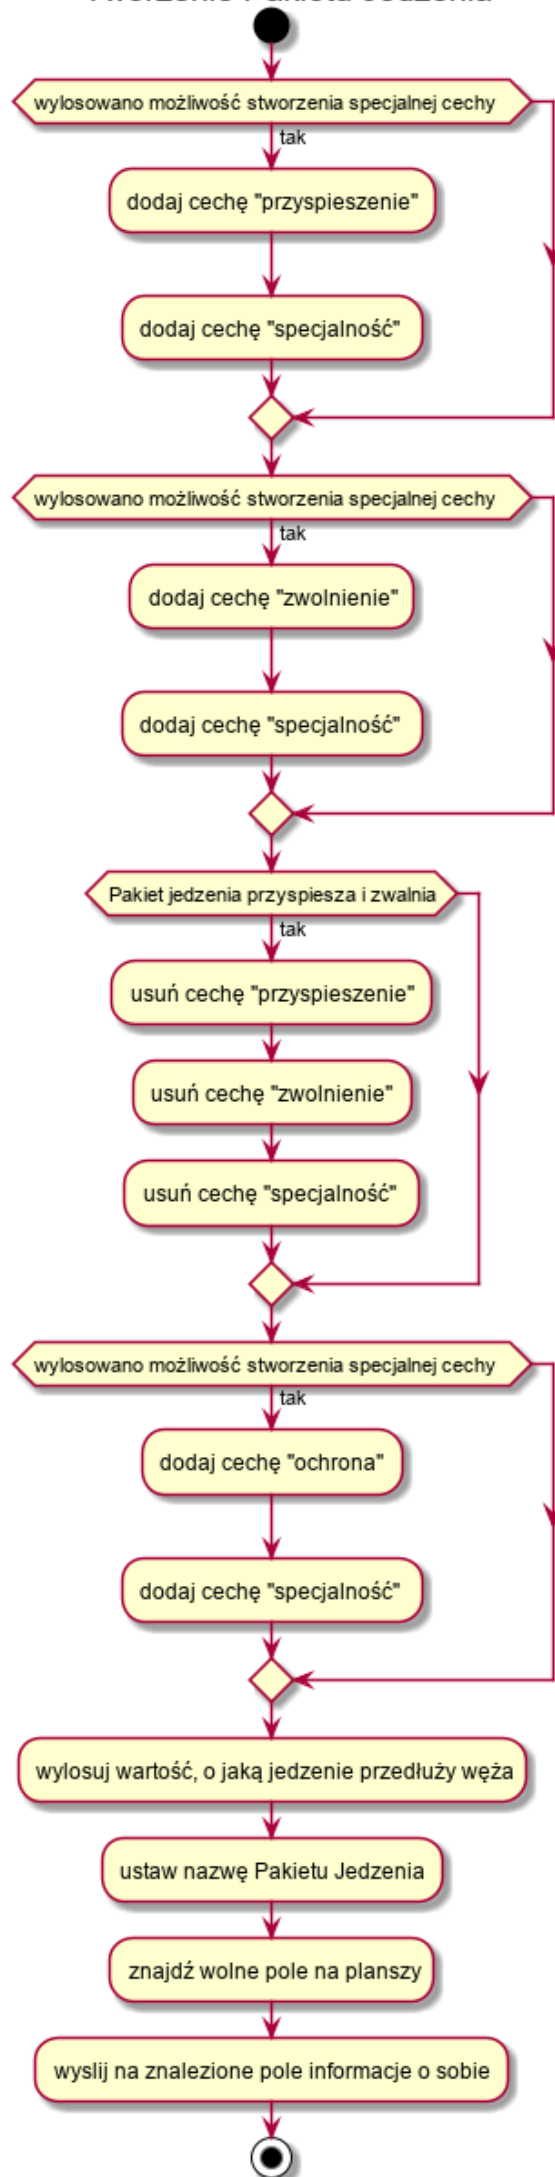 Tworzenie Pakietu Jedzenia
wylosowano możliwość stworzenia specjalnej cechy
tak
dodaj cechę "przyspieszenie"
dodaj cechę "specjalność"
wylosowano możliwość stworzenia specjalnej cechy
tak
dodaj cechę "zwolnienie"
dodaj cechę "specjalność"
Pakiet jedzenia przyspiesza i zwalnia
tak
usuń cechę "przyspieszenie"
usuń cechę "zwolnienie"
usuń cechę "specjalność"
wylosowano możliwość stworzenia specjalnej cechy
tak
dodaj cechę "ochrona"
dodaj cechę "specjalność"
wylosuj wartość, o jaką jedzenie przedłuży węża
ustaw nazwę Pakietu Jedzenia
znajdź wolne pole na planszy
wyslij na znalezione pole informacje o sobie